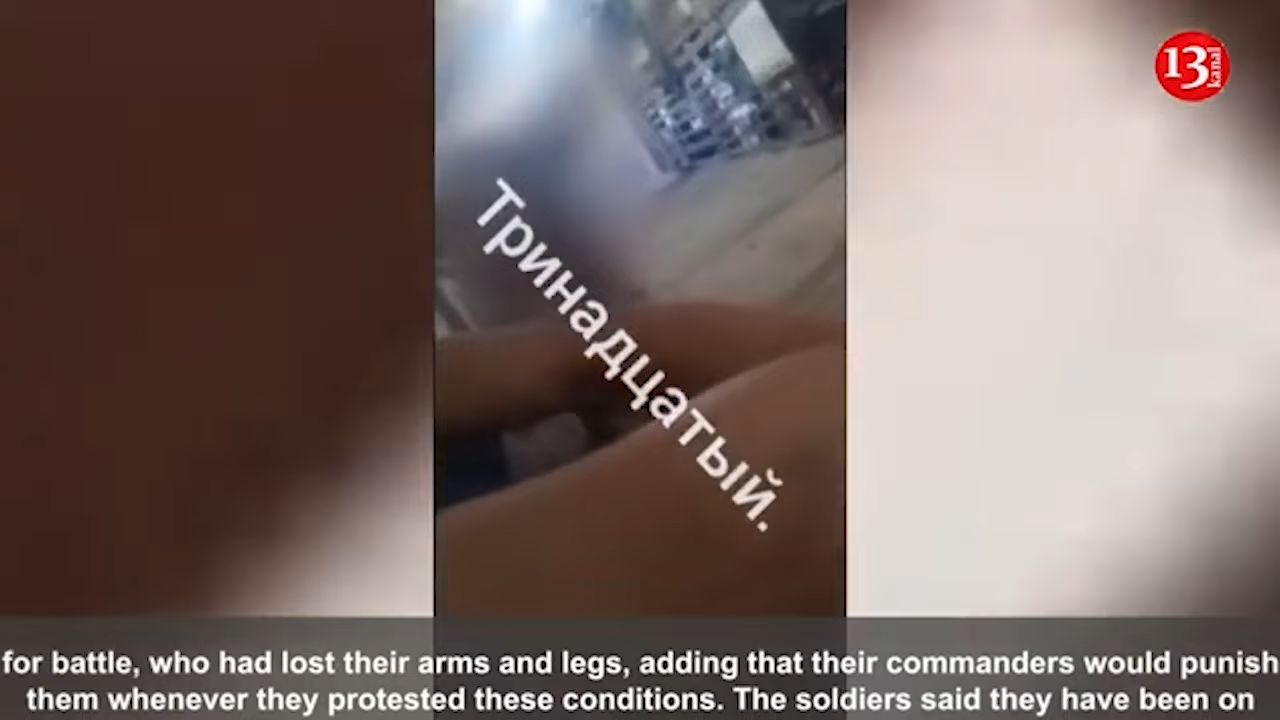 13 kanal
Тринадцатый.
for battle, who had lost their arms and legs, adding that their commanders would punish
them whenever they protested these conditions. The soldiers said they have been on